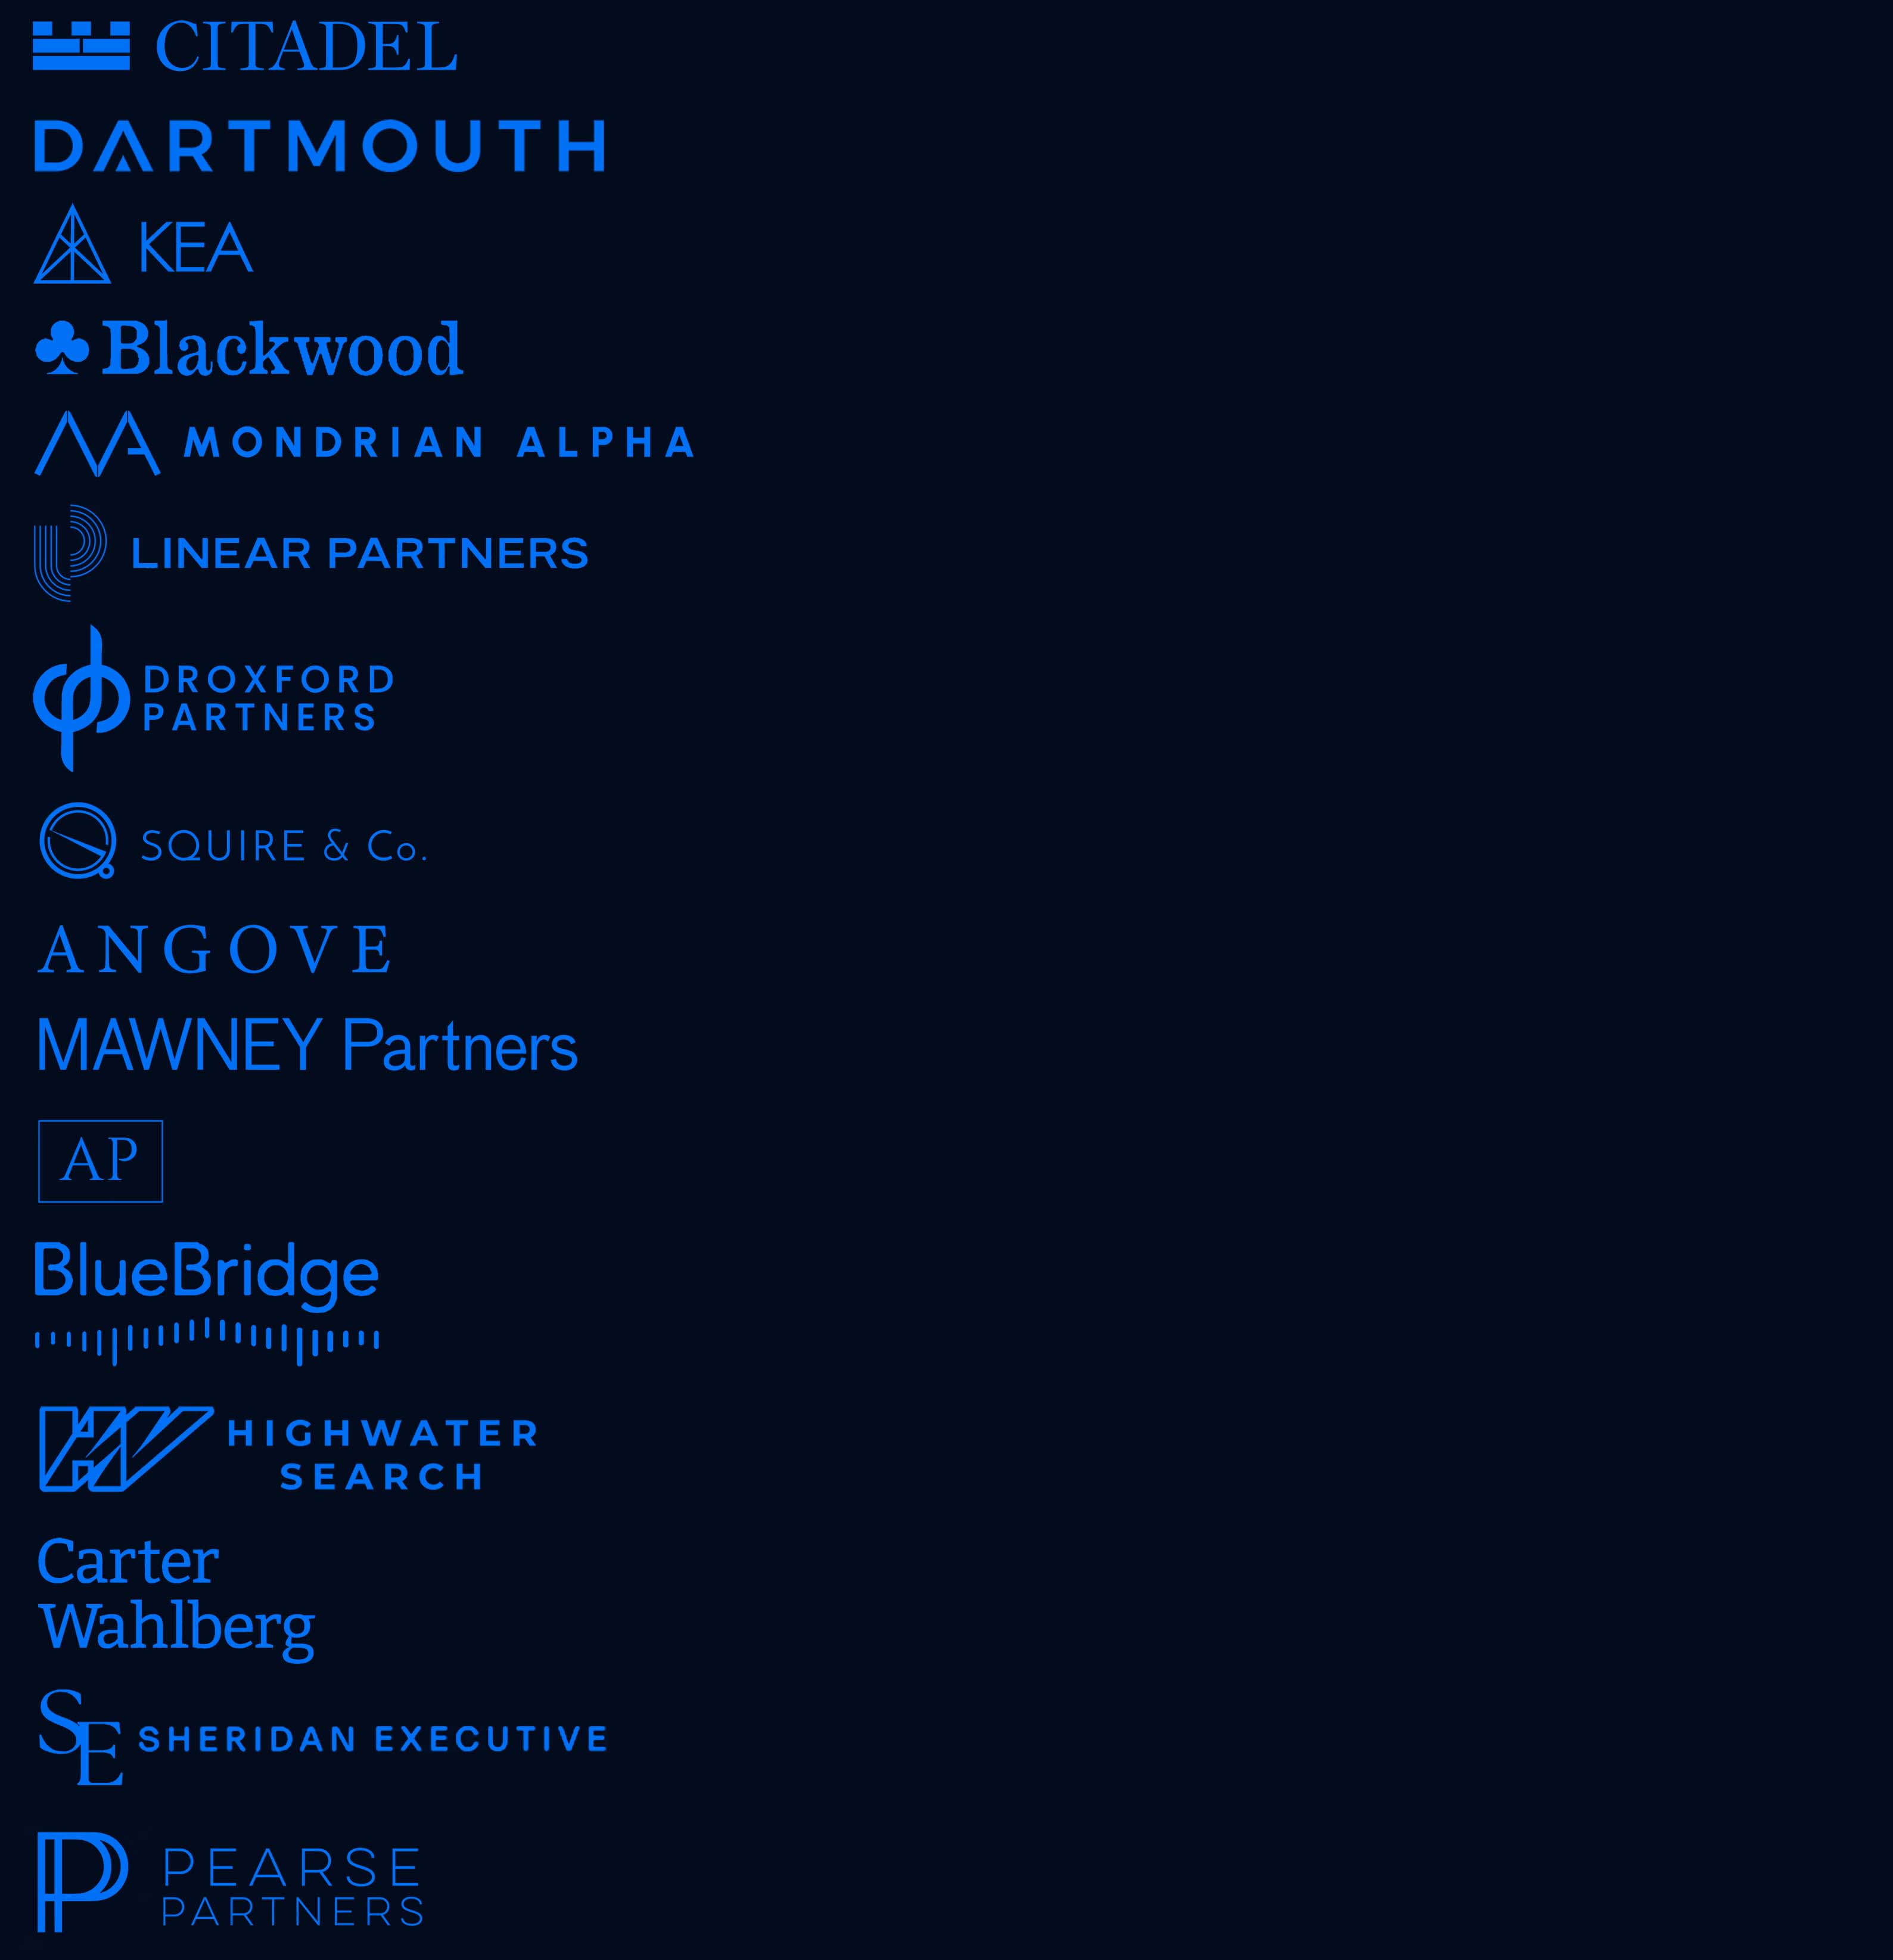 CITADEL
DARTMOUTH
KEA
Blackwood
MONDRIAN ALPHA
LINEAR PARTNERS
DROXFORD
PARTNERS
SQUIRE & Co.
ANGOVE
MAWNEY Partners
AP
BlueBridge
HIGHWATER
SEARCH
Carter
Wahlberg
SE SHERIDAN EXECUTIVE
PEARSE
PARTNERS